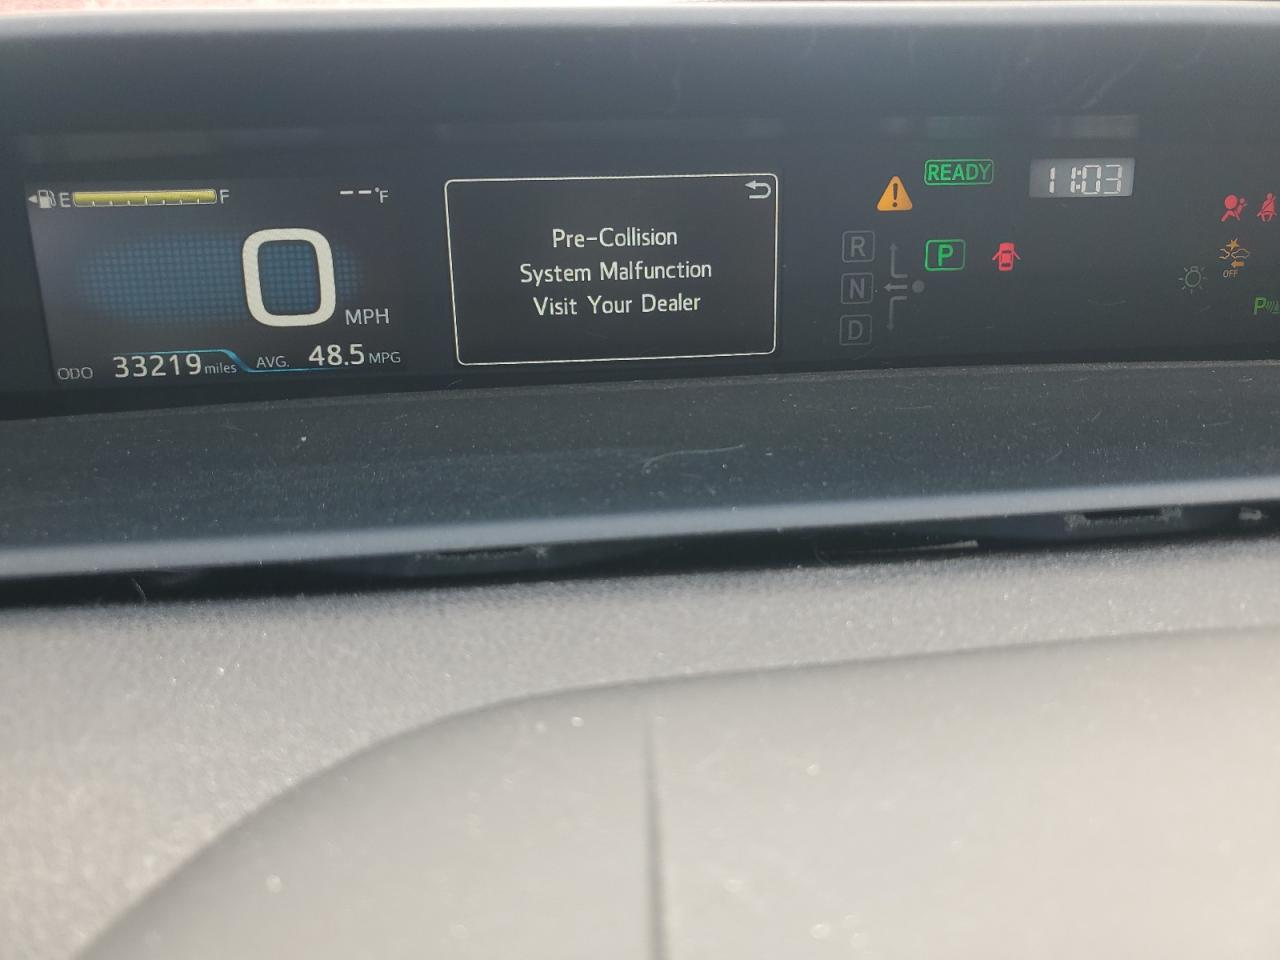 E F --°F
0 MPH
ODO 33219 miles AVG. 48.5 MPG
Pre-Collision
System Malfunction
Visit Your Dealer
READY
11:03
R
N
D
P
OFF
P